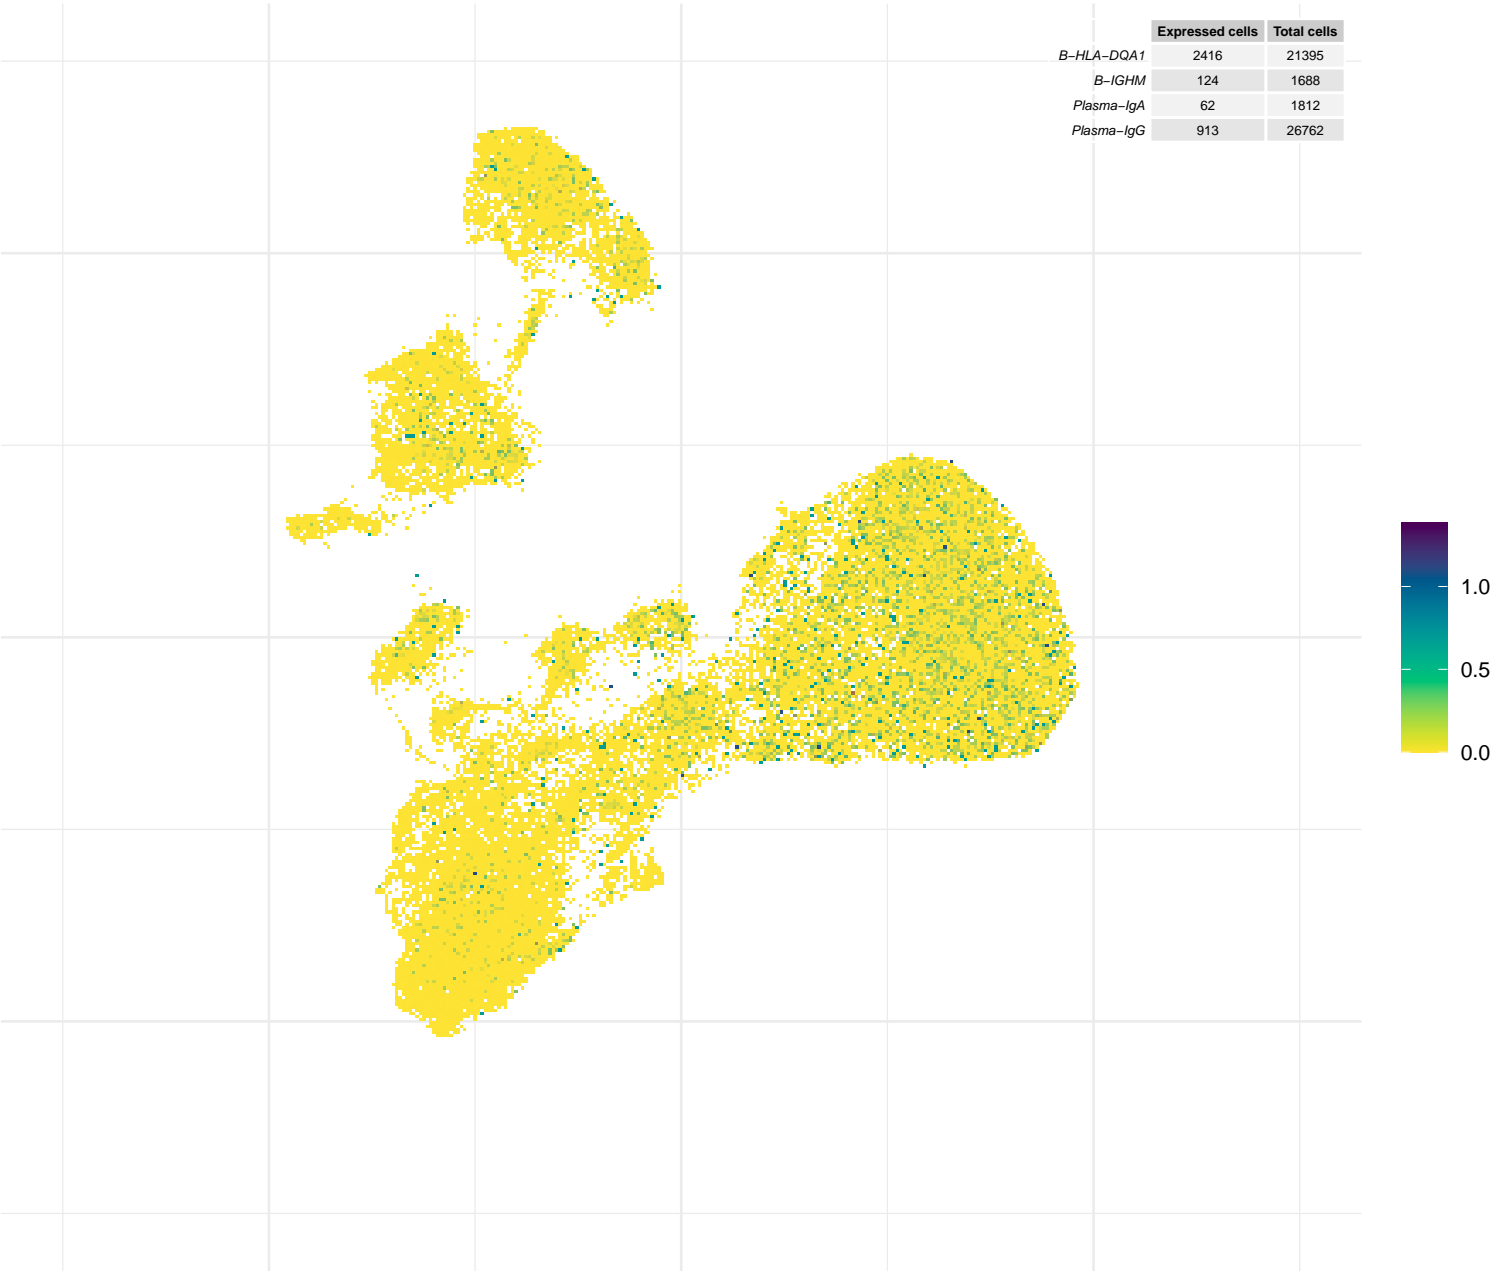 Expressed cells Total cells
B−HLA−DQA1 2416 21395
B−IGHM 124 1688
Plasma−IgA 62 1812
Plasma−IgG 913 26762
1.0
0.5
0.0